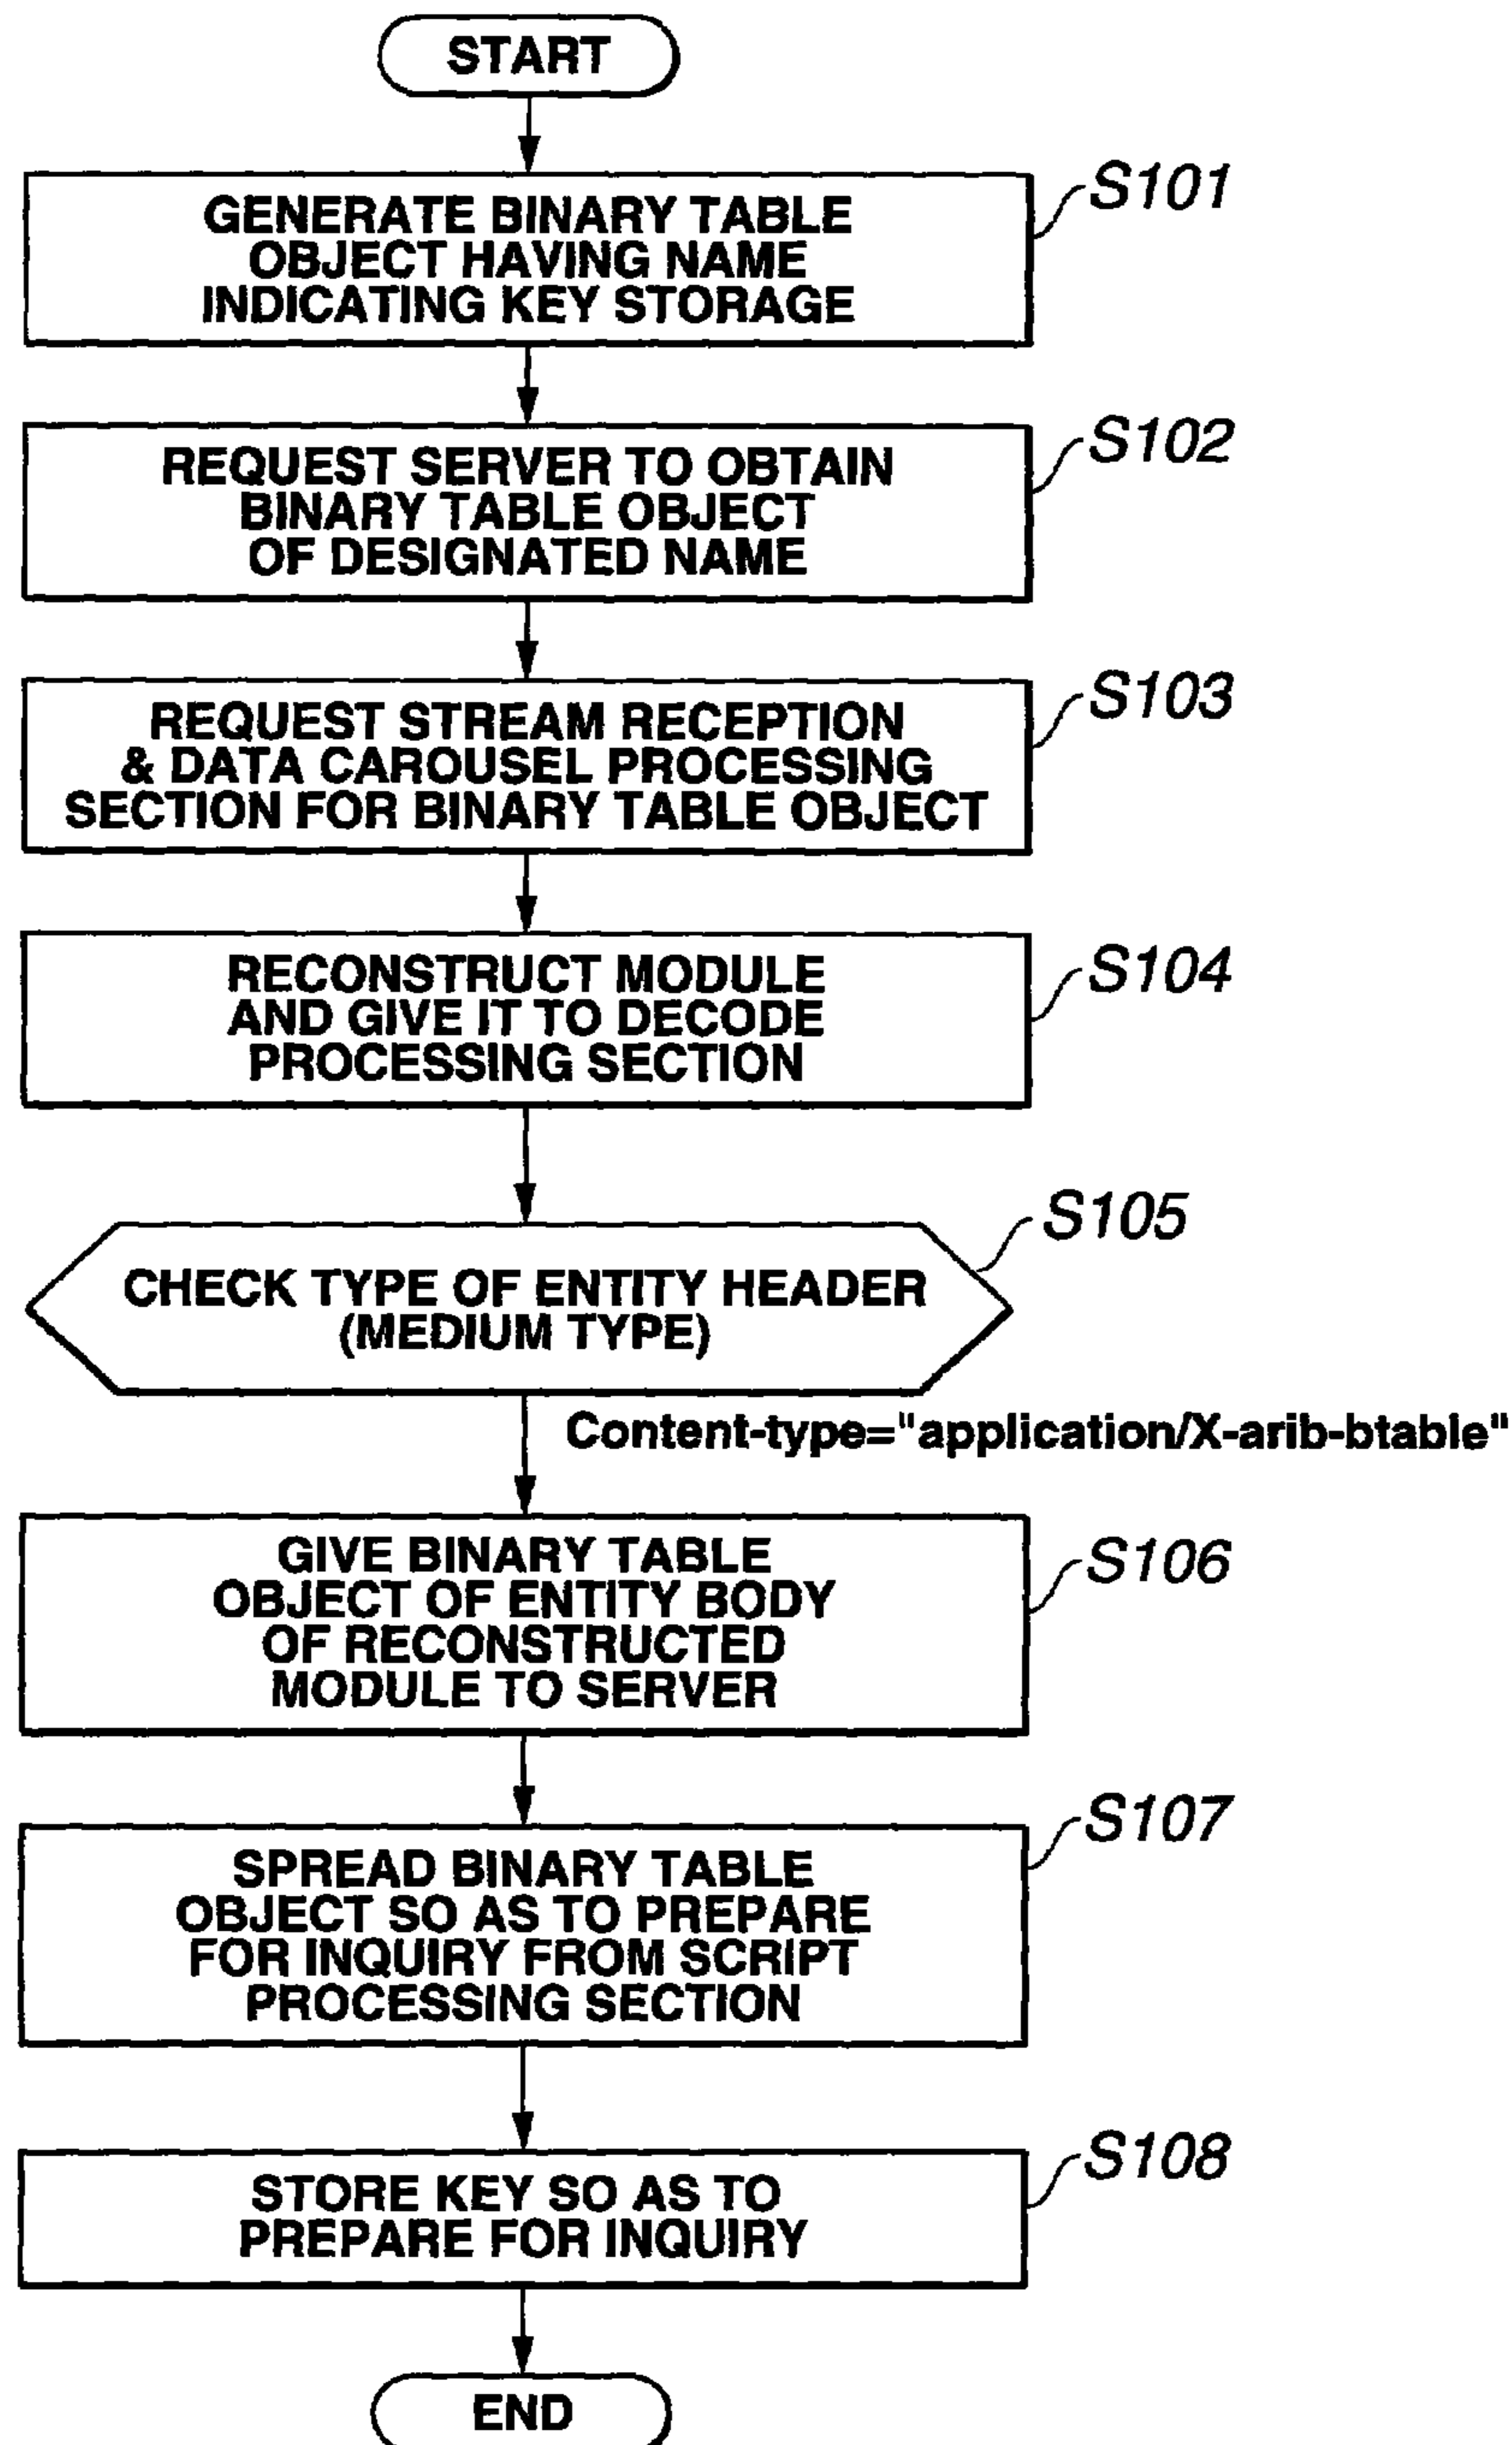 START
S101
GENERATE BINARY TABLE
OBJECT HAVING NAME
INDICATING KEY STORAGE
S102
REQUEST SERVER TO OBTAIN
BINARY TABLE OBJECT
OF DESIGNATED NAME
S103
REQUEST STREAM RECEPTION
& DATA CAROUSEL PROCESSING
SECTION FOR BINARY TABLE OBJECT
S104
RECONSTRUCT MODULE
AND GIVE IT TO DECODE
PROCESSING SECTION
S105
CHECK TYPE OF ENTITY HEADER
(MEDIUM TYPE)
Content-type="application/X-arib-btable"
S106
GIVE BINARY TABLE
OBJECT OF ENTITY BODY
OF RECONSTRUCTED
MODULE TO SERVER
S107
SPREAD BINARY TABLE
OBJECT SO AS TO PREPARE
FOR INQUIRY FROM SCRIPT
PROCESSING SECTION
S108
STORE KEY SO AS TO
PREPARE FOR INQUIRY
END